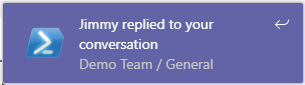 Jimmy replied to your
conversation
Demo Team / General